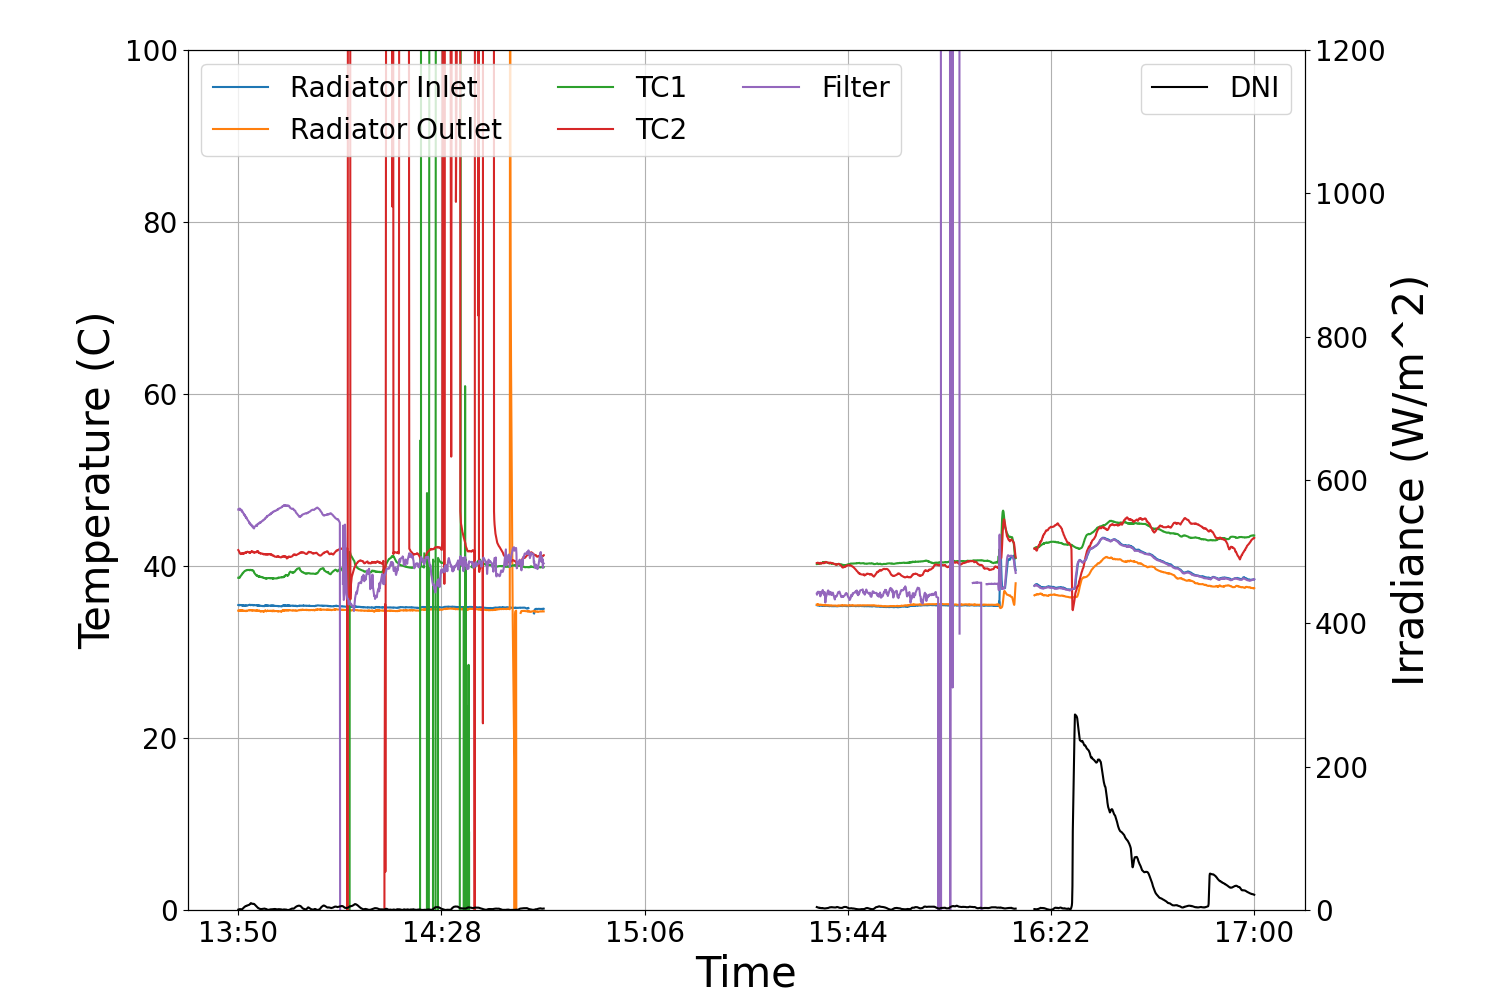 Radiator Inlet
Radiator Outlet
TC1
TC2
Filter
DNI
Temperature (C)
100
80
60
40
20
0
1200
1000
800
600
400
200
0
Irradiance (W/m^2)
13:50 14:28 15:06 15:44 16:22 17:00
Time